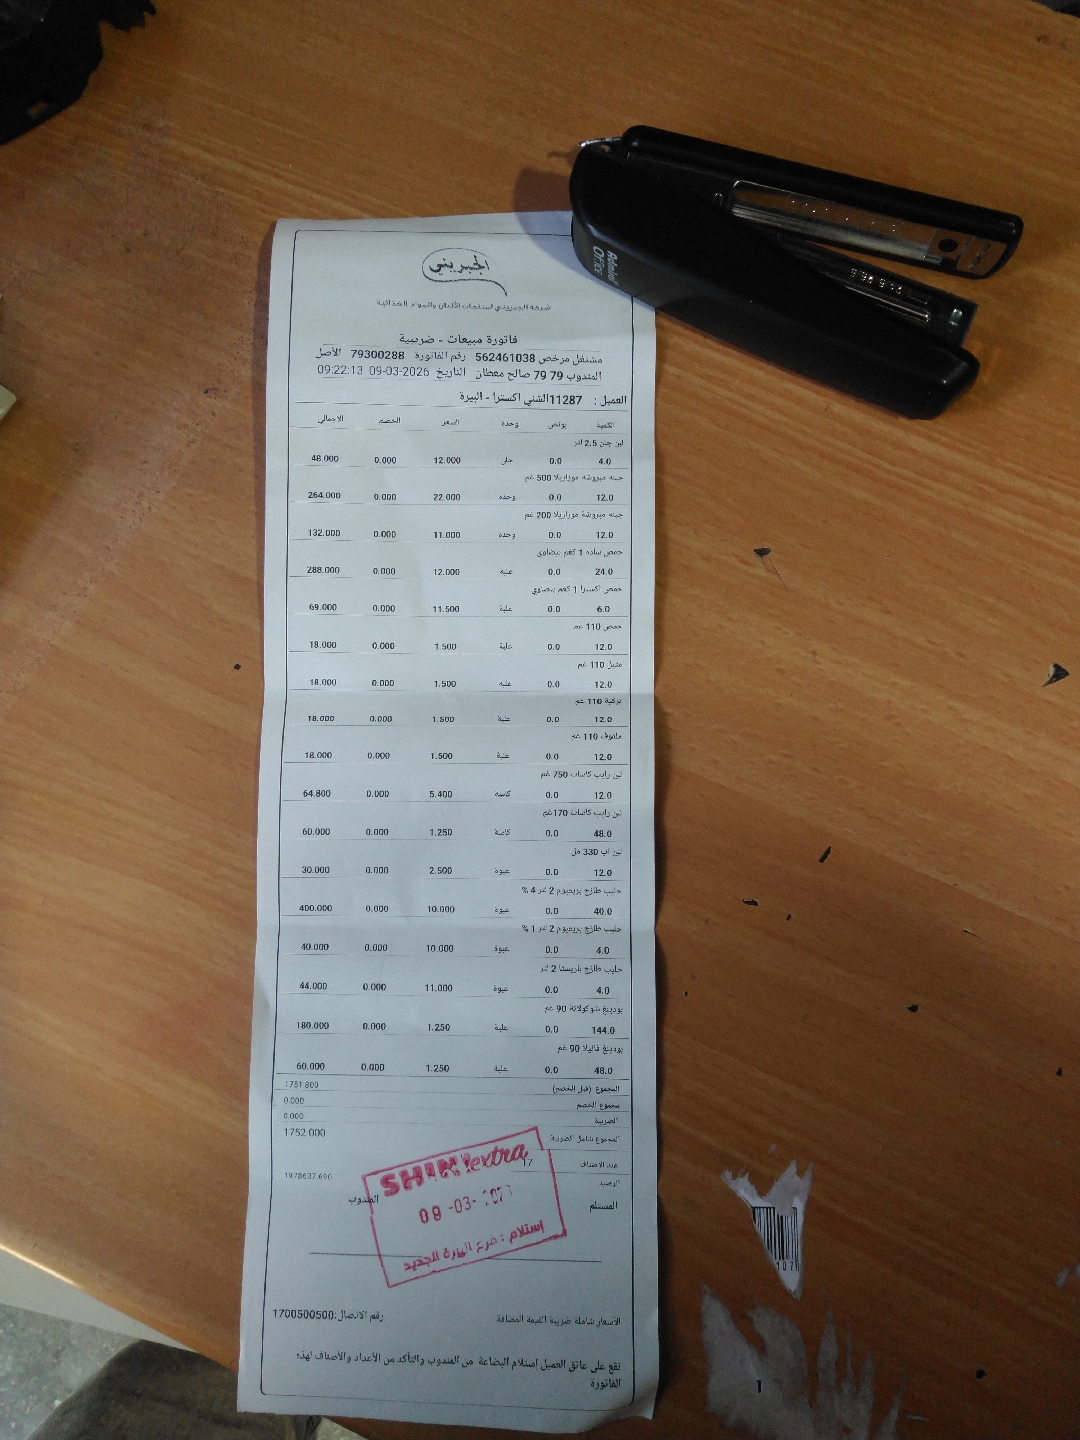 الجبريني
شركة الجبريني لمنتجات الألبان والمواد الغذائية
فاتورة مبيعات - ضريبية
مشتغل مرخص 562461038 رقم الفاتورة 79300288 الأصل
المندوب 79 79 صالح معطان التاريخ 09-03-2026 09:22:13
العميل : 11287الشني اكسترا - البيرة
الكمية بونص وحدة السعر الخصم الاجمالي
لبن جلن 2.5 لتر
4.0 0.0 جلن 12.000 0.000 48.000
جبنه مبروشه موزاريلا 500 غم
12.0 0.0 وحده 22.000 0.000 264.000
جبنه مبروشة موزاريلا 200 غم
12.0 0.0 وحدة 11.000 0.000 132.000
حمص ساده 1 كغم بيضاوي
24.0 0.0 علبه 12.000 0.000 288.000
حمص اكسترا 1 كغم بيضاوي
6.0 0.0 علبة 11.500 0.000 69.000
حمص 110 غم
12.0 0.0 علبة 1.500 0.000 18.000
متبل 110 غم
12.0 0.0 علبه 1.500 0.000 18.000
تركية 110 غم
12.0 0.0 علبة 1.500 0.000 18.000
ملفوف 110 غم
12.0 0.0 علبة 1.500 0.000 18.000
لبن رايب كاسات 750 غم
12.0 0.0 كاسه 5.400 0.000 64.800
لبن رايب كاسات 170غم
48.0 0.0 كاسة 1.250 0.000 60.000
لبن اب 330 مل
12.0 0.0 عبوة 2.500 0.000 30.000
حليب طازج بريميوم 2 لتر 4 %
40.0 0.0 عبوة 10.000 0.000 400.000
حليب طازج بريميوم 2 لتر 1 %
4.0 0.0 عبوة 10.000 0.000 40.000
حليب طازج باريستا 2 لتر
4.0 0.0 عبوة 11.000 0.000 44.000
بودينغ شوكولاتة 90 غم
144.0 0.0 علبة 1.250 0.000 180.000
بودينغ فانيلا 90 غم
48.0 0.0 علبة 1.250 0.000 60.000
المجموع (قبل الخصم) 1751.800
مجموع الخصم 0.000
الضريبة 0.000
المجموع شامل الضريبة 1752.000
عدد الاصناف 17
الرصيد 1978637.690
المستلم المندوب
SHINI extra
09 -03-
إستلام : فرع البيرة الجديد
الأسعار شاملة ضريبة القيمة المضافة رقم الاتصال:1700500500
تقع على عاتق العميل استلام البضاعة من المندوب والتأكد من الأعداد والأصناف لهذه
الفاتورة
Admiral
Office